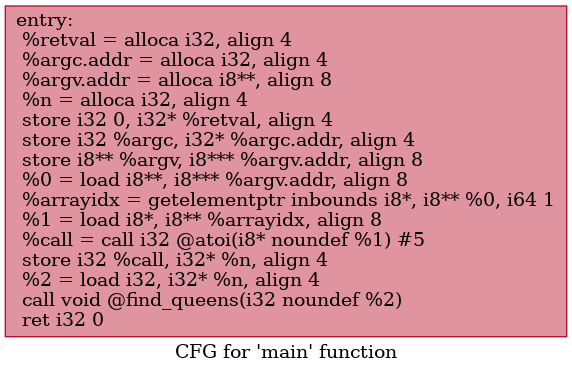 entry:
%retval = alloca i32, align 4
%argc.addr = alloca i32, align 4
%argv.addr = alloca i8**, align 8
%n = alloca i32, align 4
store i32 0, i32* %retval, align 4
store i32 %argc, i32* %argc.addr, align 4
store i8** %argv, i8*** %argv.addr, align 8
%0 = load i8**, i8*** %argv.addr, align 8
%arrayidx = getelementptr inbounds i8*, i8** %0, i64 1
%1 = load i8*, i8** %arrayidx, align 8
%call = call i32 @atoi(i8* noundef %1) #5
store i32 %call, i32* %n, align 4
%2 = load i32, i32* %n, align 4
call void @find_queens(i32 noundef %2)
ret i32 0
CFG for 'main' function